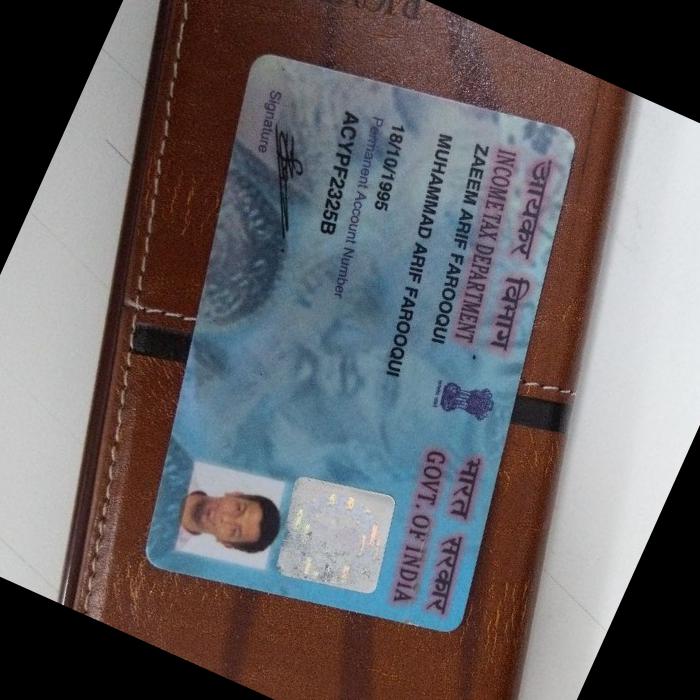 आयकर विभाग
INCOME TAX DEPARTMENT
भारत सरकार
GOVT. OF INDIA
ZAEEM ARIF FAROOQUI
MUHAMMAD ARIF FAROOQUI
18/10/1995
Permanent Account Number
ACYPF2325B
Signature